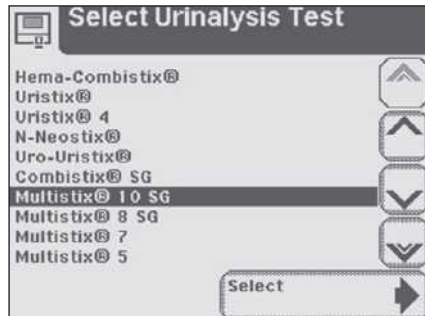 Select Urinalysis Test
Hema-Combistix®
Uristix®
Uristix® 4
N-Neostix®
Uro-Uristix®
Combistix® SG
Multistix® 10 SG
Multistix® 8 SG
Multistix® 7
Multistix® 5
Select